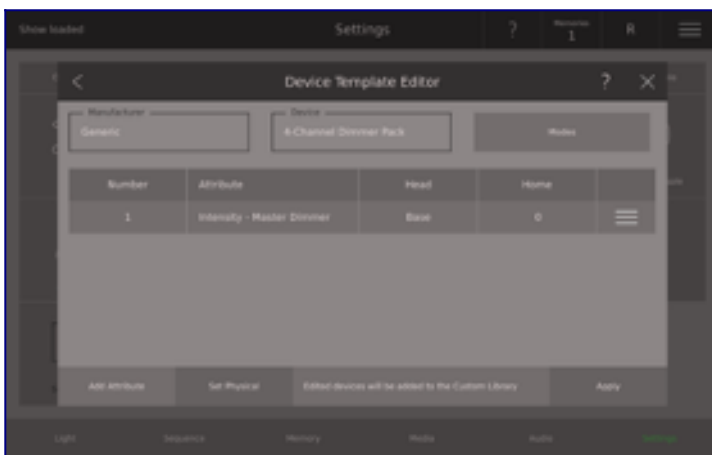 Show loaded Settings ? Memories R
1
< Device Template Editor ? X
Manufacturer Device
Generic 4-Channel Dimmer Pack Modes
Number Attribute Head Home
1 Intensity - Master Dimmer Base 0
Add Attribute Set Physical Edited devices will be added to the Custom Library Apply
Light Sequence Memory Media Audio Settings